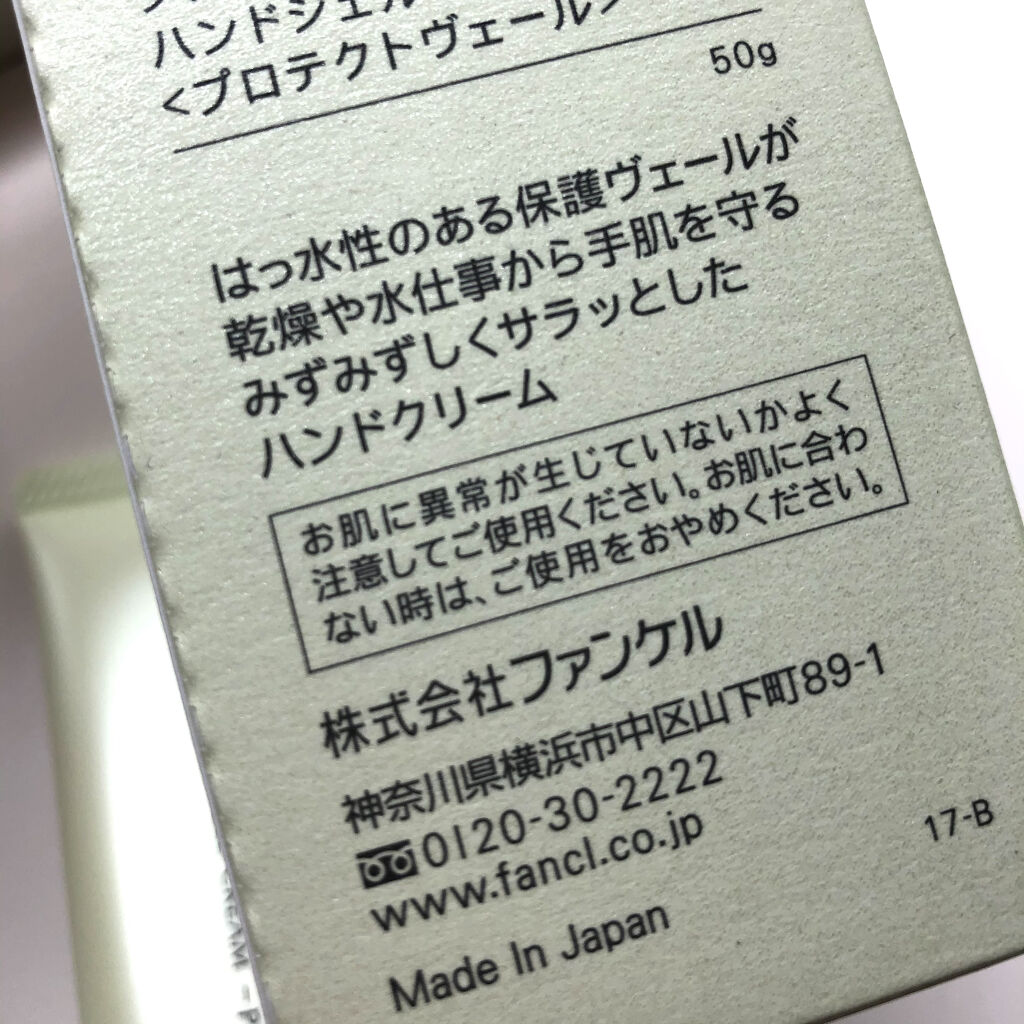 ハンドジェル
<プロテクトヴェール>
50g
はっ水性のある保護ヴェールが
乾燥や水仕事から手肌を守る
みずみずしくサラッとした
ハンドクリーム
お肌に異常が生じていないかよく
注意してご使用ください。お肌に合わ
ない時は、ご使用をおやめください。
株式会社ファンケル
神奈川県横浜市中区山下町89-1
0120-30-2222
www.fancl.co.jp
17-B
Made In Japan